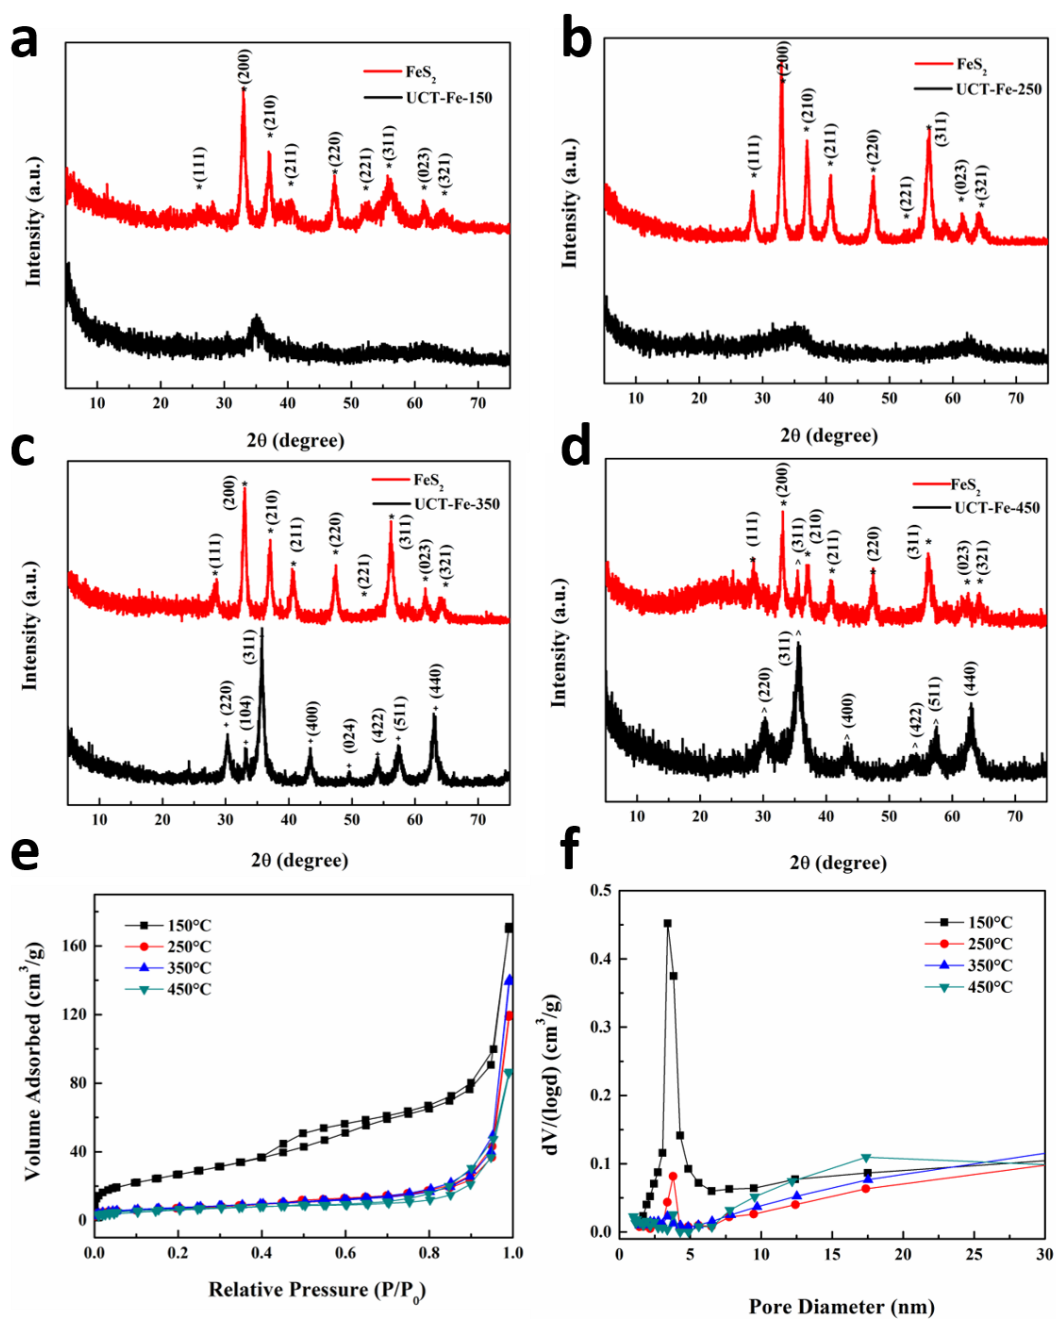 a
*(200)
FeS2
UCT-Fe-150
*(210)
*(111)
*(211)
*(220)
*(221)
*(311)
*(023)
*(321)
Intensity (a.u.)
10 20 30 40 50 60 70
2θ (degree)
b
*(200)
FeS2
UCT-Fe-250
*(111)
*(210)
*(211)
*(220)
*(221)
*
(311)
*(023)
*(321)
Intensity (a.u.)
10 20 30 40 50 60 70
2θ (degree)
c
FeS2
UCT-Fe-350
*(111)
(200)
*
*(210)
*(211)
*(220)
*(221)
*
(311)
*(023)
*(321)
+(220)
+(104)
(311)
+(400)
+(024)
+(422)
+(511)
+(440)
Intensity (a.u.)
10 20 30 40 50 60 70
2θ (degree)
d
FeS2
UCT-Fe-450
*(111)
*(200)
^(311)
*(210)
*(211)
*(220)
(311)
*
*(023)
*(321)
^(220)
(311)
^
^(400)
^(422)
^(511)
(440)
^
Intensity (a.u.)
10 20 30 40 50 60 70
2θ (degree)
e
150°C
250°C
350°C
450°C
160
120
80
40
0
Volume Adsorbed (cm3/g)
0.0 0.2 0.4 0.6 0.8 1.0
Relative Pressure (P/P0)
f
150°C
250°C
350°C
450°C
0.5
0.4
0.3
0.2
0.1
0.0
dV/(logd) (cm3/g)
0 5 10 15 20 25 30
Pore Diameter (nm)